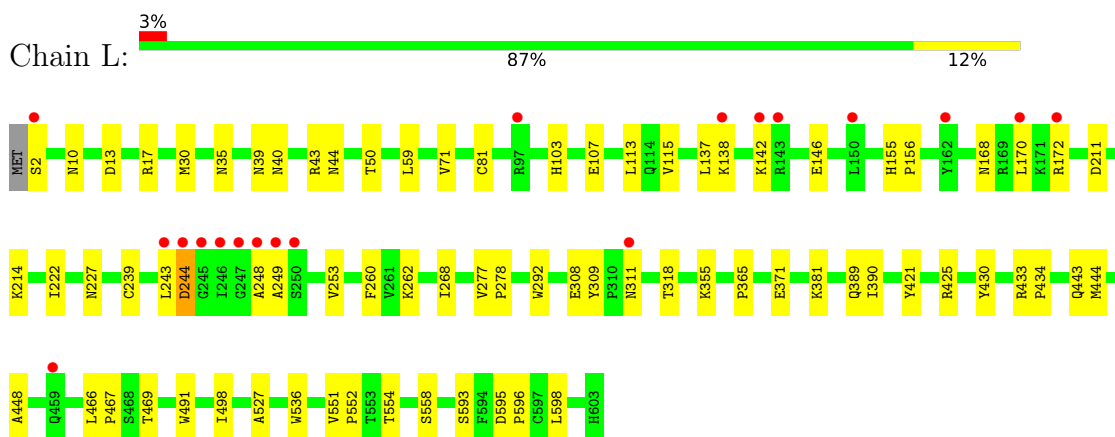 3%
Chain L:
87% 12%
MET S2 N10 D13 R17 M30 N35 N39 N40 R43 N44 T50 L59 V71 C81 R97 H103 E107 L113 Q114 V115 L137 K138 K142 R143 E146 L150 H155 P156 Y162 N168 R169 L170 K171 R172 D211
K214 I222 N227 C239 L243 D244 G245 I246 G247 A248 A249 S250 V253 F260 V261 K262 I268 V277 P278 W292 E308 Y309 P310 N311 T318 K355 P365 E371 K381 Q389 I390 Y421 R425 Y430 R433 P434 Q443 M444
A448 Q459 L466 P467 S468 T469 W491 I498 A527 W536 V551 P552 T553 T554 S558 S593 F594 D595 P596 C597 L598 H603